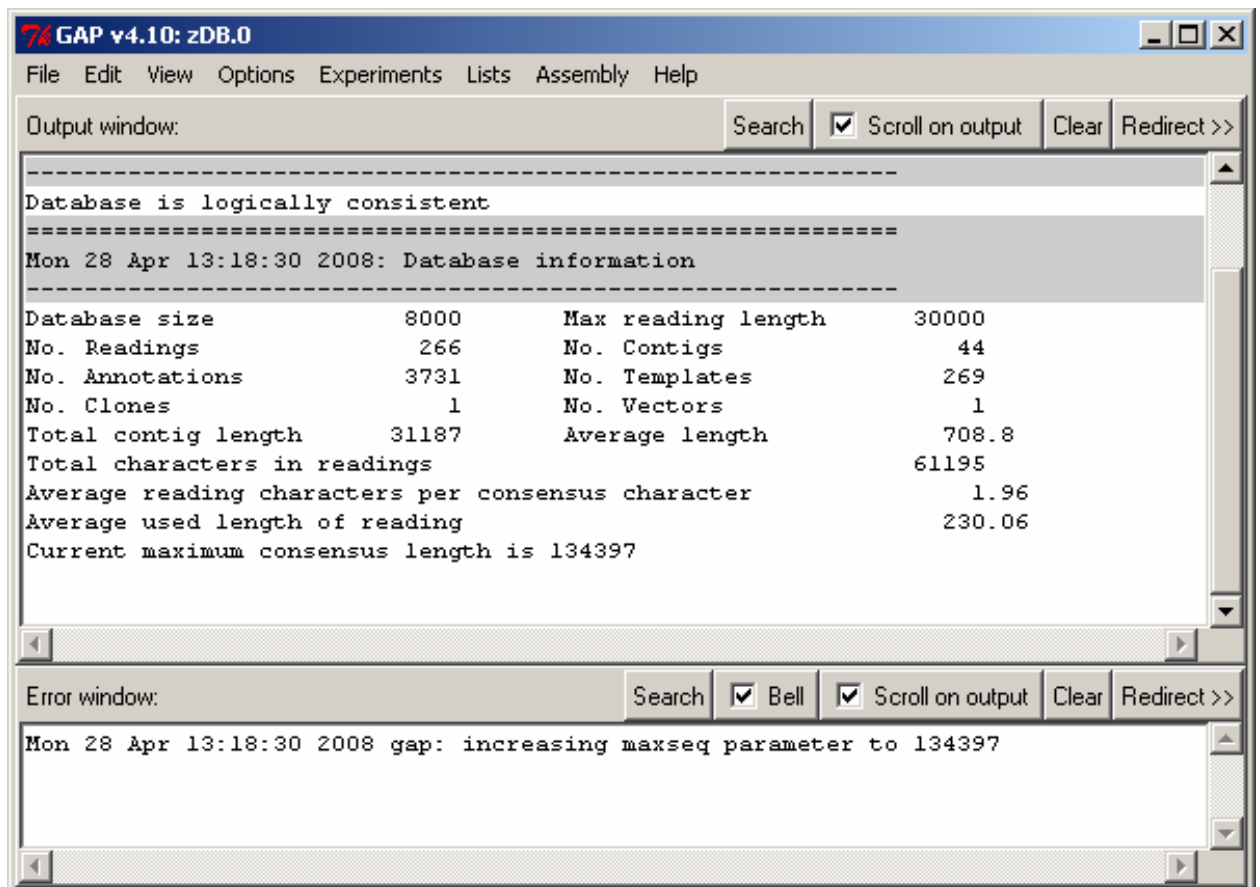 GAP v4.10: zDB.0
File Edit View Options Experiments Lists Assembly Help
Output window: Search Scroll on output Clear Redirect >>
------------------------------------------------------------
Database is logically consistent
============================================================
Mon 28 Apr 13:18:30 2008: Database information
------------------------------------------------------------
Database size 8000 Max reading length 30000
No. Readings 266 No. Contigs 44
No. Annotations 3731 No. Templates 269
No. Clones 1 No. Vectors 1
Total contig length 31187 Average length 708.8
Total characters in readings 61195
Average reading characters per consensus character 1.96
Average used length of reading 230.06
Current maximum consensus length is 134397
Error window: Search Bell Scroll on output Clear Redirect >>
Mon 28 Apr 13:18:30 2008 gap: increasing maxseq parameter to 134397